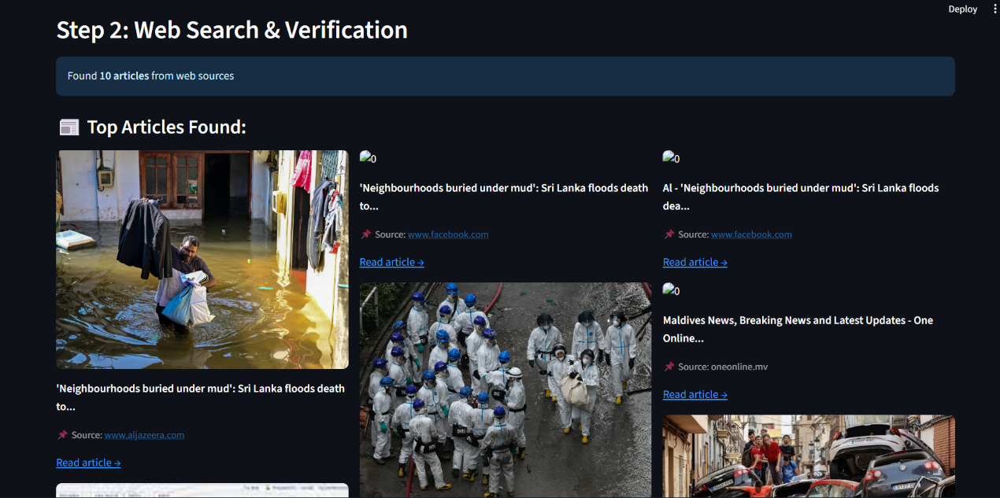 Deploy
Step 2: Web Search & Verification
Found 10 articles from web sources
Top Articles Found:
'Neighbourhoods buried under mud': Sri Lanka floods death
to...
Source: www.aljazeera.com
Read article →
0
'Neighbourhoods buried under mud': Sri Lanka floods death
to...
Source: www.facebook.com
Read article →
0
Al - 'Neighbourhoods buried under mud': Sri Lanka floods
dea...
Source: www.facebook.com
Read article →
0
Maldives News, Breaking News and Latest Updates - One
Online...
Source: oneonline.mv
Read article →